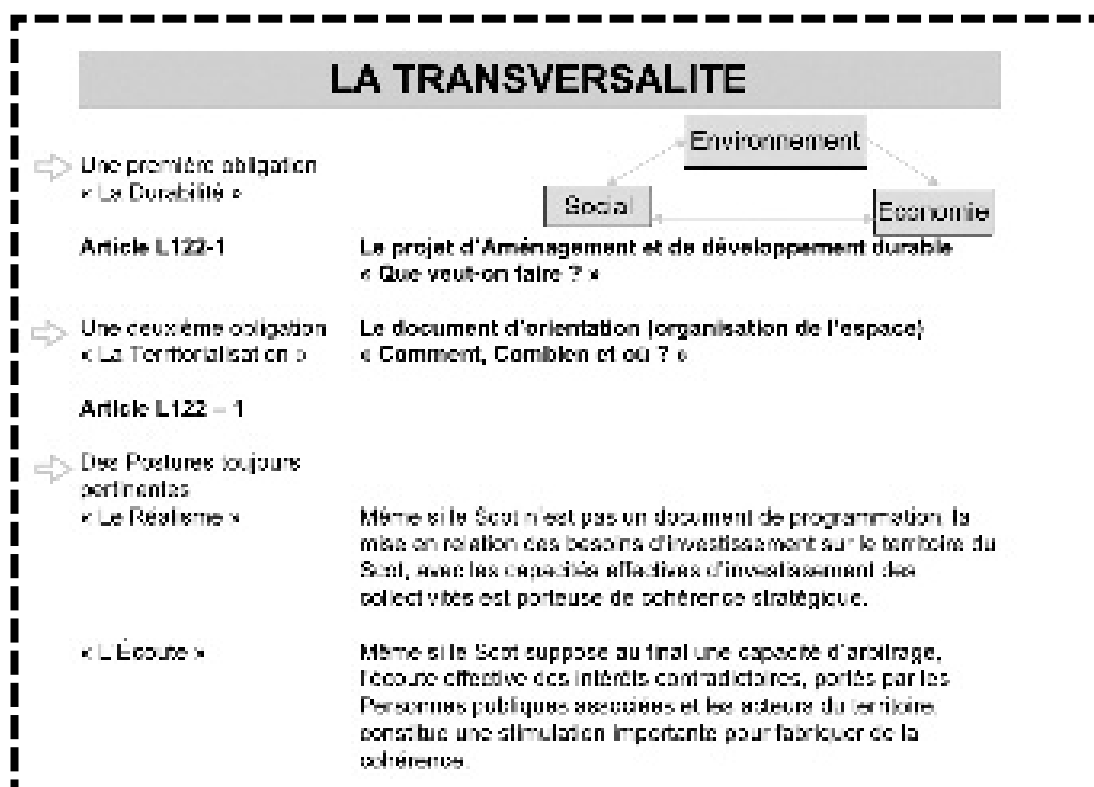 LA TRANSVERSALITE
Environnement
Social
Economie
Une première obligation
« La Durabilité »
Article L122-1
Le projet d'Aménagement et de développement durable
« Que veut-on faire ? »
Une deuxième obligation
« La Territorialisation »
Le document d'orientation (organisation de l'espace)
« Comment, Combien et où ? »
Article L122 – 1
Des Postures toujours
pertinentes
« Le Réalisme »
Même si le Scot n'est pas un document de programmation, la
mise en relation des besoins d'investissement sur le territoire du
Scot, avec les capacités effectives d'investissement des
collectivités est porteuse de cohérence stratégique.
« L'Écoute »
Même si le Scot suppose au final une capacité d'arbitrage,
l'écoute effective des intérêts contradictoires, portés par les
Personnes publiques associées et les acteurs du territoire,
constitue une stimulation importante pour fabriquer de la
cohérence.